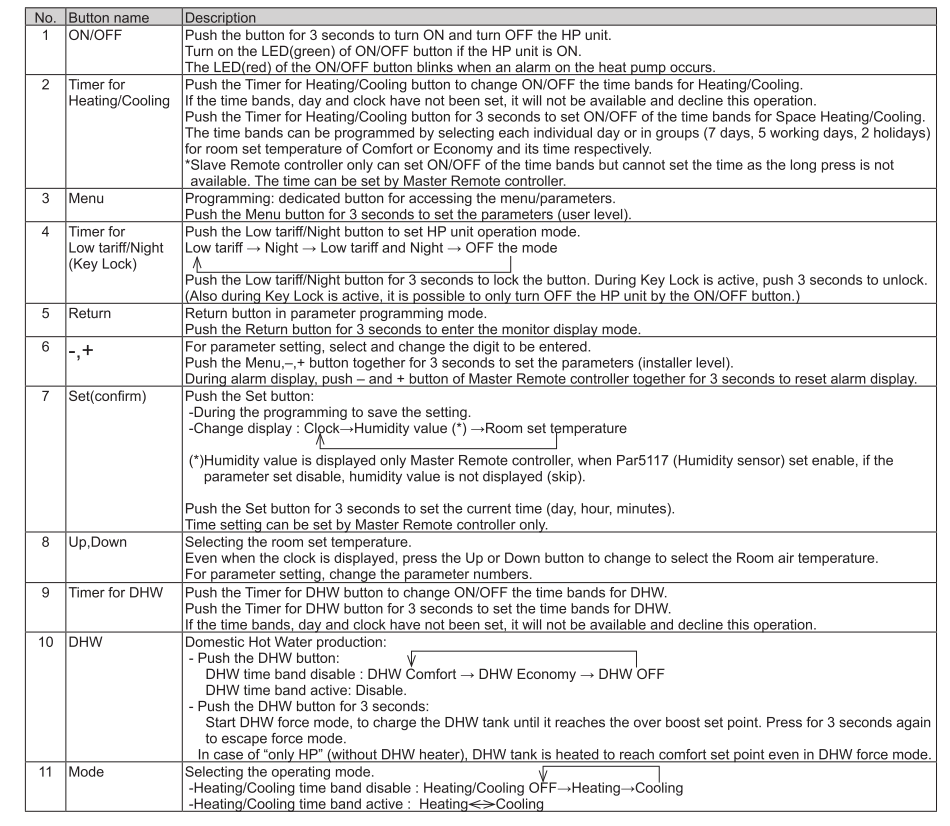 No. Button name Description
1 ON/OFF Push the button for 3 seconds to turn ON and turn OFF the HP unit.
Turn on the LED(green) of ON/OFF button if the HP unit is ON.
The LED(red) of the ON/OFF button blinks when an alarm on the heat pump occurs.
2 Timer for Push the Timer for Heating/Cooling button to change ON/OFF the time bands for Heating/Cooling.
Heating/Cooling If the time bands, day and clock have not been set, it will not be available and decline this operation.
Push the Timer for Heating/Cooling button for 3 seconds to set ON/OFF of the time bands for Space Heating/Cooling.
The time bands can be programmed by selecting each individual day or in groups (7 days, 5 working days, 2 holidays)
for room set temperature of Comfort or Economy and its time respectively.
*Slave Remote controller only can set ON/OFF of the time bands but cannot set the time as the long press is not
available. The time can be set by Master Remote controller.
3 Menu Programming: dedicated button for accessing the menu/parameters.
Push the Menu button for 3 seconds to set the parameters (user level).
4 Timer for Push the Low tariff/Night button to set HP unit operation mode.
Low tariff/Night Low tariff → Night → Low tariff and Night → OFF the mode
(Key Lock)
Push the Low tariff/Night button for 3 seconds to lock the button. During Key Lock is active, push 3 seconds to unlock.
(Also during Key Lock is active, it is possible to only turn OFF the HP unit by the ON/OFF button.)
5 Return Return button in parameter programming mode.
Push the Return button for 3 seconds to enter the monitor display mode.
6 -,+ For parameter setting, select and change the digit to be entered.
Push the Menu,–,+ button together for 3 seconds to set the parameters (installer level).
During alarm display, push – and + button of Master Remote controller together for 3 seconds to reset alarm display.
7 Set(confirm) Push the Set button:
-During the programming to save the setting.
-Change display : Clock→Humidity value (*) →Room set temperature
(*)Humidity value is displayed only Master Remote controller, when Par5117 (Humidity sensor) set enable, if the
parameter set disable, humidity value is not displayed (skip).
Push the Set button for 3 seconds to set the current time (day, hour, minutes).
Time setting can be set by Master Remote controller only.
8 Up,Down Selecting the room set temperature.
Even when the clock is displayed, press the Up or Down button to change to select the Room air temperature.
For parameter setting, change the parameter numbers.
9 Timer for DHW Push the Timer for DHW button to change ON/OFF the time bands for DHW.
Push the Timer for DHW button for 3 seconds to set the time bands for DHW.
If the time bands, day and clock have not been set, it will not be available and decline this operation.
10 DHW Domestic Hot Water production:
- Push the DHW button:
DHW time band disable : DHW Comfort → DHW Economy → DHW OFF
DHW time band active: Disable.
- Push the DHW button for 3 seconds:
Start DHW force mode, to charge the DHW tank until it reaches the over boost set point. Press for 3 seconds again
to escape force mode.
In case of “only HP” (without DHW heater), DHW tank is heated to reach comfort set point even in DHW force mode.
11 Mode Selecting the operating mode.
-Heating/Cooling time band disable : Heating/Cooling OFF→Heating→Cooling
-Heating/Cooling time band active : Heating<=>Cooling